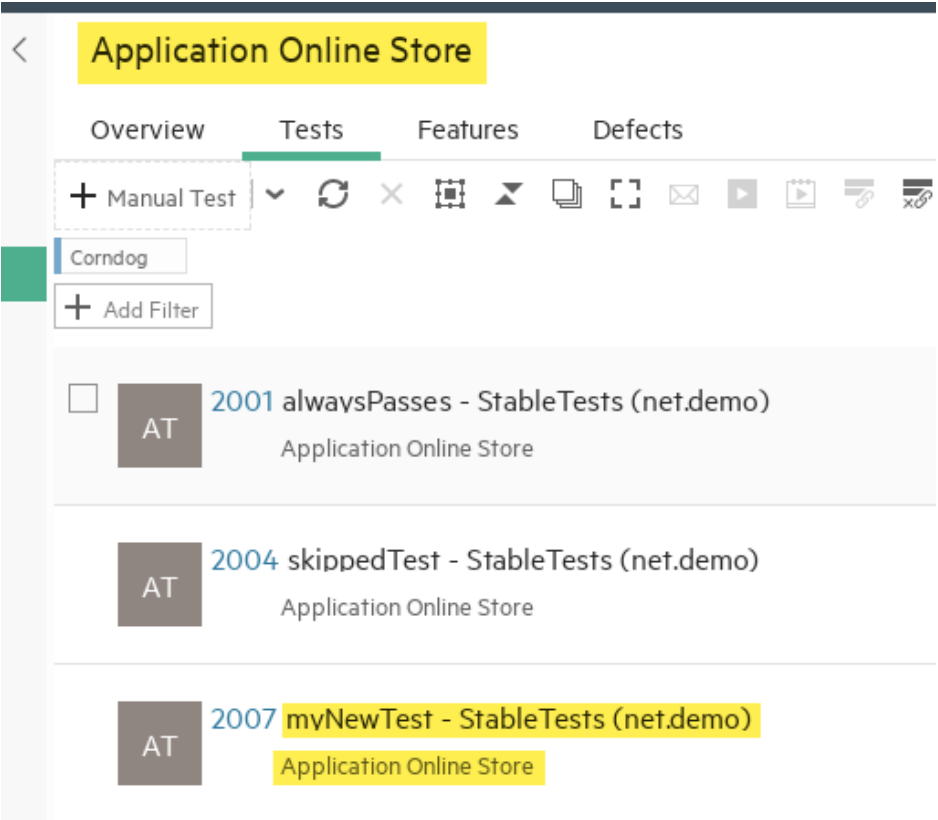 Application Online Store
Overview Tests Features Defects
Manual Test
Corndog
Add Filter
AT 2001 alwaysPasses - StableTests (net.demo)
Application Online Store
AT 2004 skippedTest - StableTests (net.demo)
Application Online Store
AT 2007 myNewTest - StableTests (net.demo)
Application Online Store